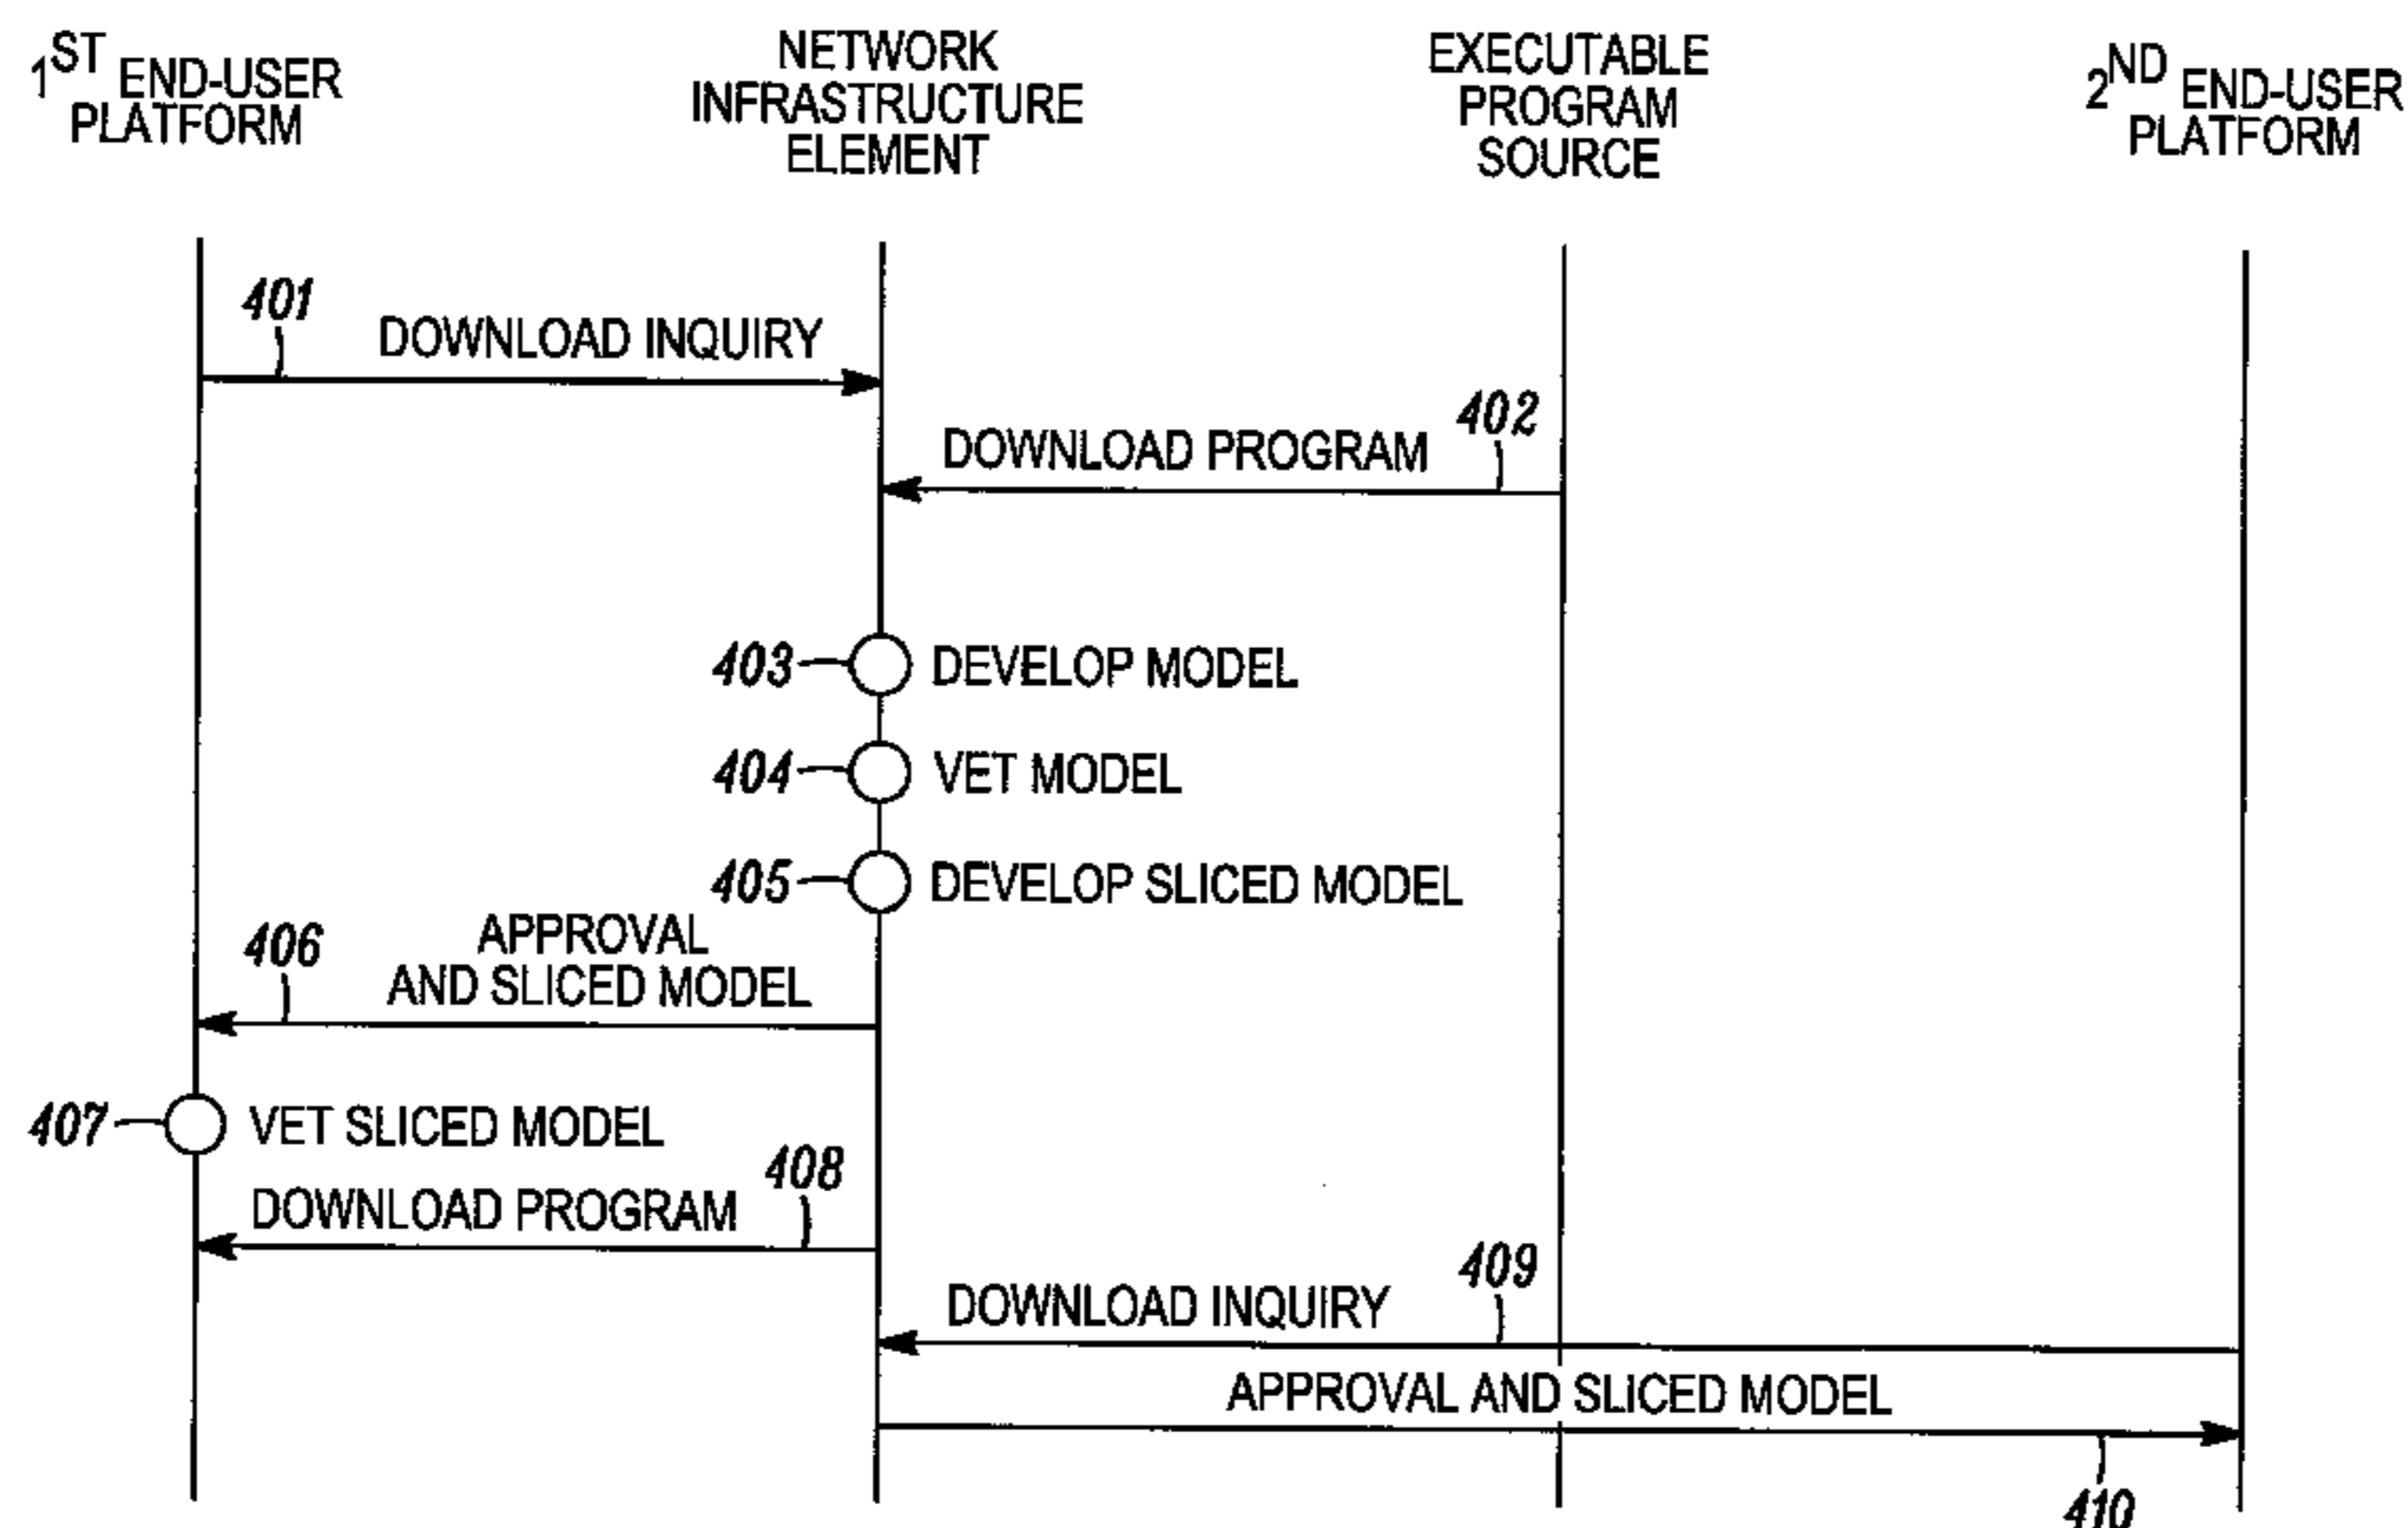 1ST END-USER
PLATFORM
NETWORK
INFRASTRUCTURE
ELEMENT
EXECUTABLE
PROGRAM
SOURCE
2ND END-USER
PLATFORM
401
DOWNLOAD INQUIRY
402
DOWNLOAD PROGRAM
403
DEVELOP MODEL
404
VET MODEL
405
DEVELOP SLICED MODEL
406
APPROVAL
AND SLICED MODEL
407
VET SLICED MODEL
408
DOWNLOAD PROGRAM
409
DOWNLOAD INQUIRY
APPROVAL AND SLICED MODEL
410